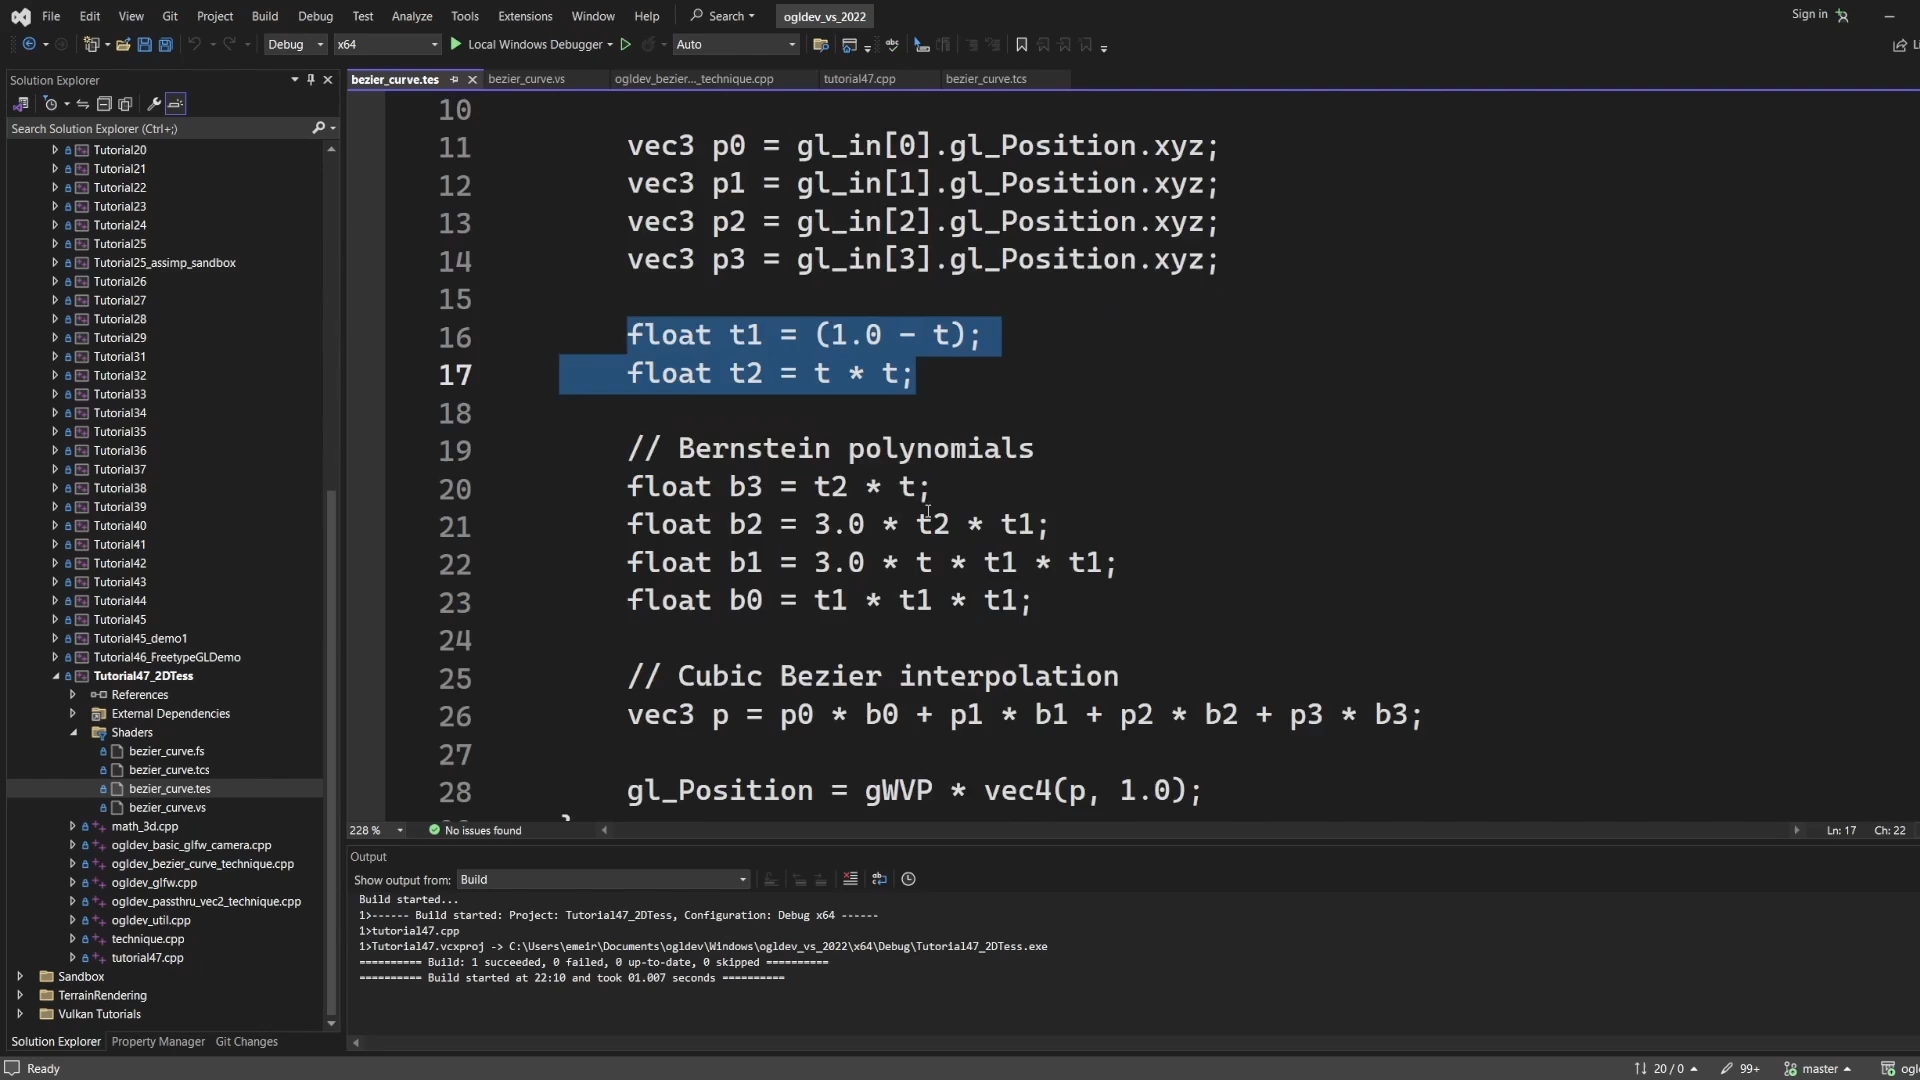 File Edit View Git Project Build Debug Test Analyze Tools Extensions Window Help Search ogldev_vs_2022 Sign in
Debug x64 Local Windows Debugger Auto
Solution Explorer
bezier_curve.tes bezier_curve.vs ogldev_bezier..._technique.cpp tutorial47.cpp bezier_curve.tcs
Search Solution Explorer (Ctrl+;)
Tutorial20
Tutorial21
Tutorial22
Tutorial23
Tutorial24
Tutorial25
Tutorial25_assimp_sandbox
Tutorial26
Tutorial27
Tutorial28
Tutorial29
Tutorial31
Tutorial32
Tutorial33
Tutorial34
Tutorial35
Tutorial36
Tutorial37
Tutorial38
Tutorial39
Tutorial40
Tutorial41
Tutorial42
Tutorial43
Tutorial44
Tutorial45
Tutorial45_demo1
Tutorial46_FreetypeGLDemo
Tutorial47_2DTess
References
External Dependencies
Shaders
bezier_curve.fs
bezier_curve.tcs
bezier_curve.tes
bezier_curve.vs
math_3d.cpp
ogldev_basic_glfw_camera.cpp
ogldev_bezier_curve_technique.cpp
ogldev_glfw.cpp
ogldev_passthru_vec2_technique.cpp
ogldev_util.cpp
technique.cpp
tutorial47.cpp
Sandbox
TerrainRendering
Vulkan Tutorials
Solution Explorer Property Manager Git Changes
10
11 vec3 p0 = gl_in[0].gl_Position.xyz;
12 vec3 p1 = gl_in[1].gl_Position.xyz;
13 vec3 p2 = gl_in[2].gl_Position.xyz;
14 vec3 p3 = gl_in[3].gl_Position.xyz;
15
16 float t1 = (1.0 - t);
17 float t2 = t * t;
18
19 // Bernstein polynomials
20 float b3 = t2 * t;
21 float b2 = 3.0 * t2 * t1;
22 float b1 = 3.0 * t * t1 * t1;
23 float b0 = t1 * t1 * t1;
24
25 // Cubic Bezier interpolation
26 vec3 p = p0 * b0 + p1 * b1 + p2 * b2 + p3 * b3;
27
28 gl_Position = gWVP * vec4(p, 1.0);
228 % No issues found Ln: 17 Ch: 22
Output
Show output from: Build
Build started...
1>------ Build started: Project: Tutorial47_2DTess, Configuration: Debug x64 ------
1>tutorial47.cpp
1>Tutorial47.vcxproj -> C:\Users\emeir\Documents\ogldev\Windows\ogldev_vs_2022\x64\Debug\Tutorial47_2DTess.exe
========== Build: 1 succeeded, 0 failed, 0 up-to-date, 0 skipped ==========
========== Build started at 22:10 and took 01.007 seconds ==========
Ready 20 / 0 99+ master